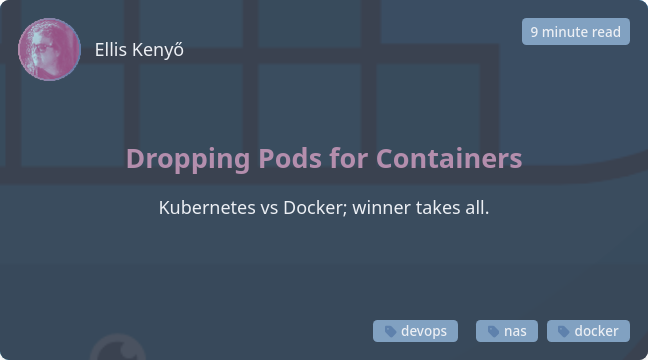 Ellis Kenyő
9 minute read
Dropping Pods for Containers
Kubernetes vs Docker; winner takes all.
devops
nas
docker